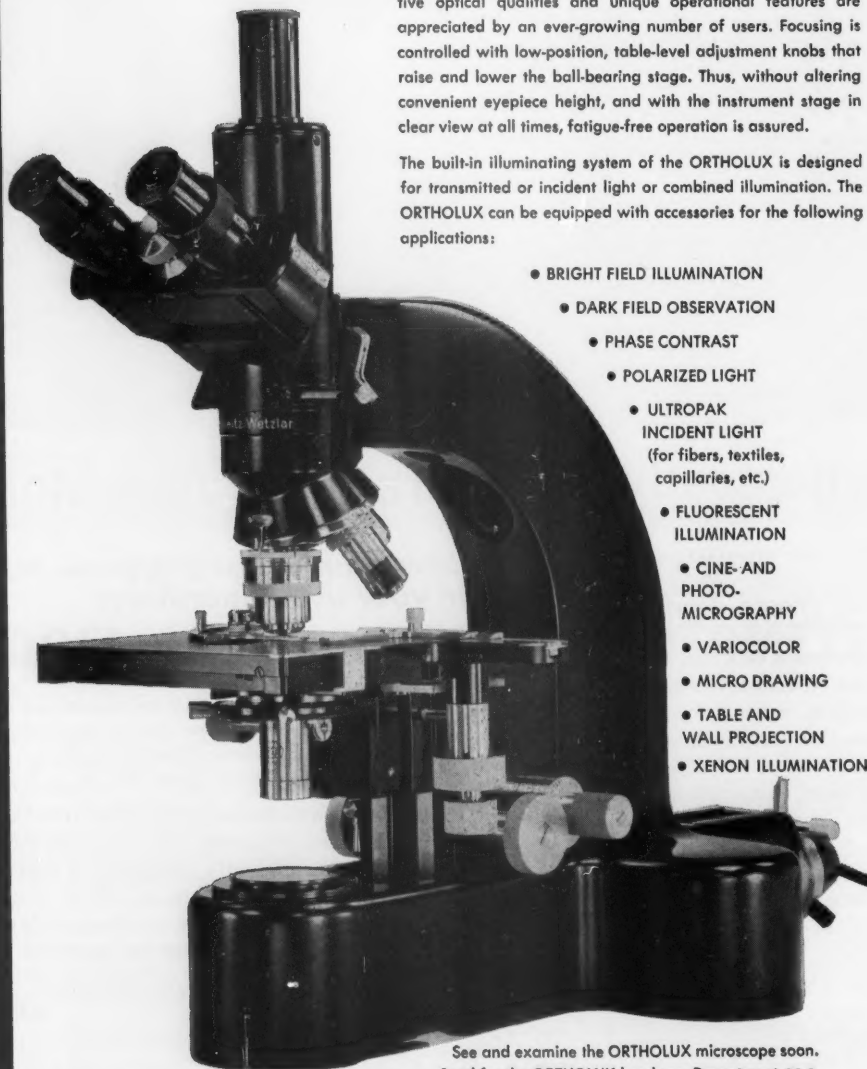 tive optical qualities and unique operational features are
appreciated by an ever-growing number of users. Focusing is
controlled with low-position, table-level adjustment knobs that
raise and lower the ball-bearing stage. Thus, without altering
convenient eyepiece height, and with the instrument stage in
clear view at all times, fatigue-free operation is assured.
The built-in illuminating system of the ORTHOLUX is designed
for transmitted or incident light or combined illumination. The
ORTHOLUX can be equipped with accessories for the following
applications:
• BRIGHT FIELD ILLUMINATION
• DARK FIELD OBSERVATION
• PHASE CONTRAST
• POLARIZED LIGHT
• ULTROPAK
INCIDENT LIGHT
(for fibers, textiles,
capillaries, etc.)
• FLUORESCENT
ILLUMINATION
• CINE- AND
PHOTO-
MICROGRAPHY
• VARIOCOLOR
• MICRO DRAWING
• TABLE AND
WALL PROJECTION
• XENON ILLUMINATION
itz Wetzlar
See and examine the ORTHOLUX microscope soon.